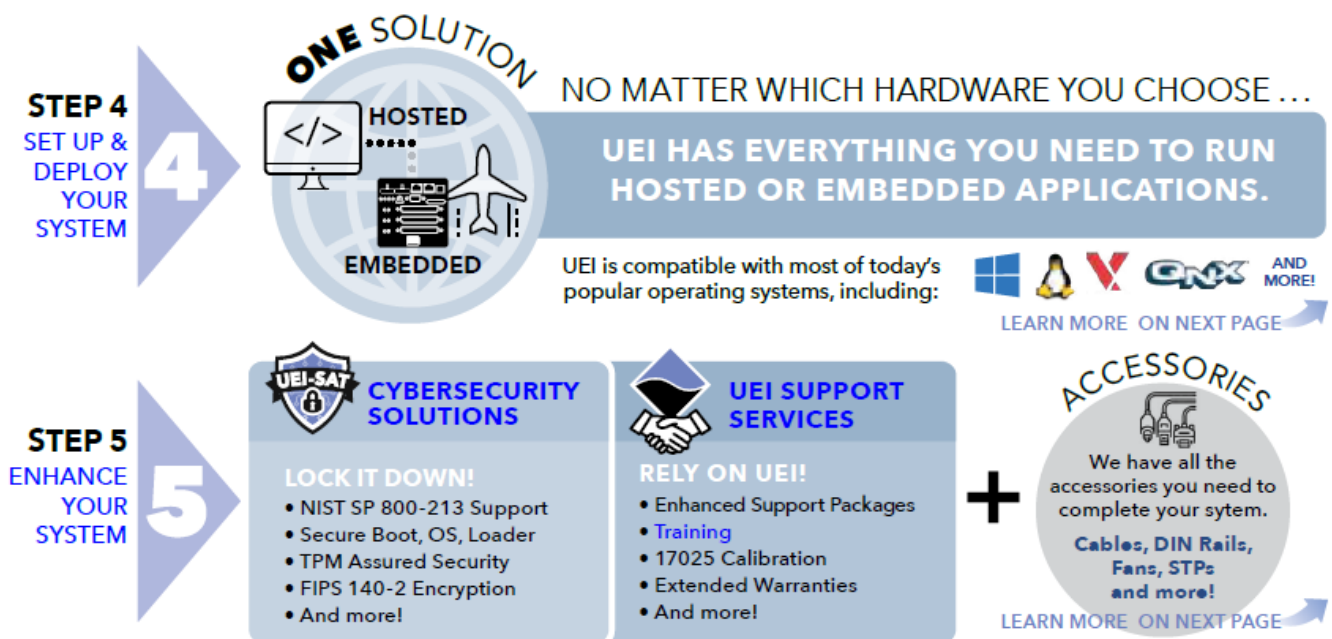 STEP 4
SET UP &
DEPLOY
YOUR
SYSTEM
4
ONE SOLUTION
</>
HOSTED
EMBEDDED
NO MATTER WHICH HARDWARE YOU CHOOSE ...
UEI HAS EVERYTHING YOU NEED TO RUN
HOSTED OR EMBEDDED APPLICATIONS.
UEI is compatible with most of today's
popular operating systems, including:
QNX
AND
MORE!
LEARN MORE ON NEXT PAGE
STEP 5
ENHANCE
YOUR
SYSTEM
5
UEI-SAT
CYBERSECURITY
SOLUTIONS
LOCK IT DOWN!
• NIST SP 800-213 Support
• Secure Boot, OS, Loader
• TPM Assured Security
• FIPS 140-2 Encryption
• And more!
UEI SUPPORT
SERVICES
RELY ON UEI!
• Enhanced Support Packages
• Training
• 17025 Calibration
• Extended Warranties
• And more!
+
ACCESSORIES
We have all the
accessories you need to
complete your sytem.
Cables, DIN Rails,
Fans, STPs
and more!
LEARN MORE ON NEXT PAGE